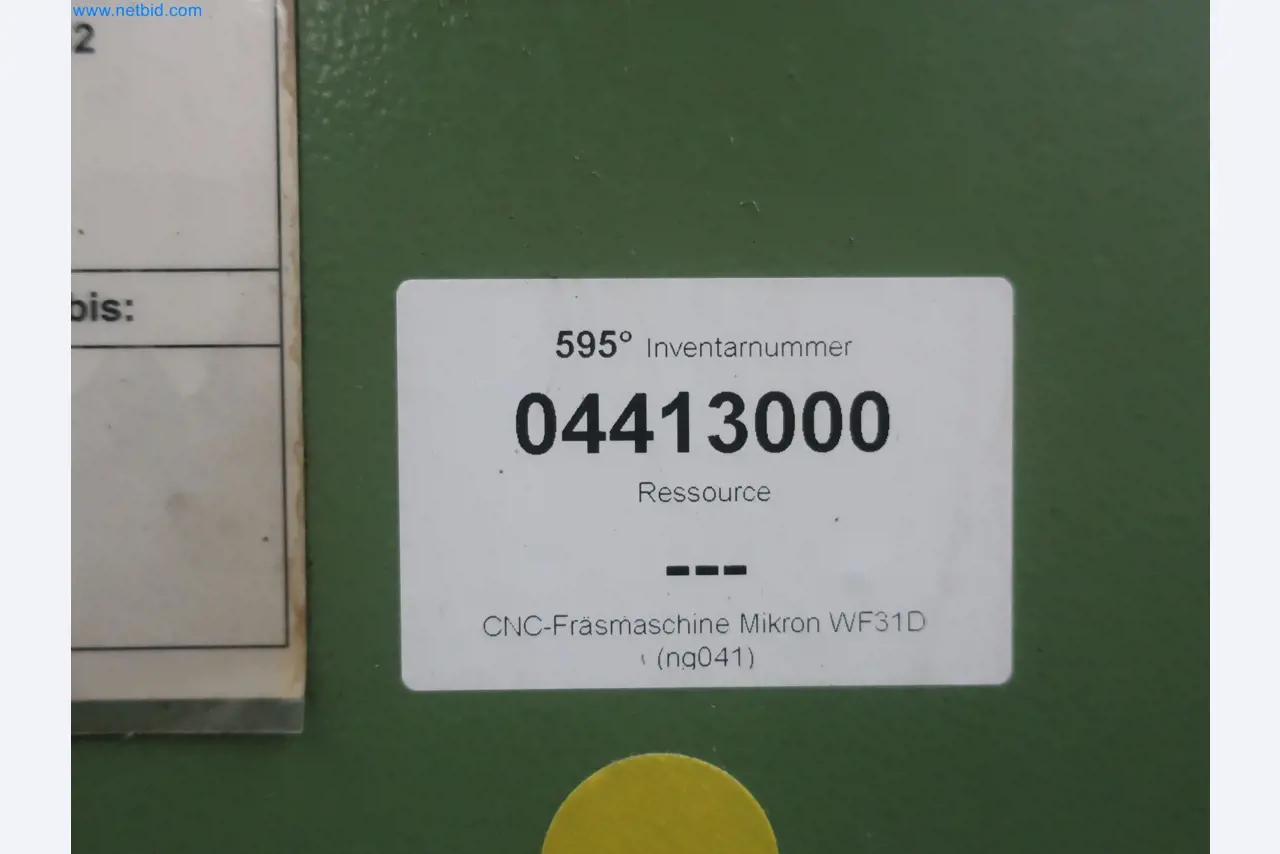 www.netbid.com
2
bis:
595° Inventarnummer
04413000
Ressource
---
CNC-Fräsmaschine Mikron WF31D
(ng041)